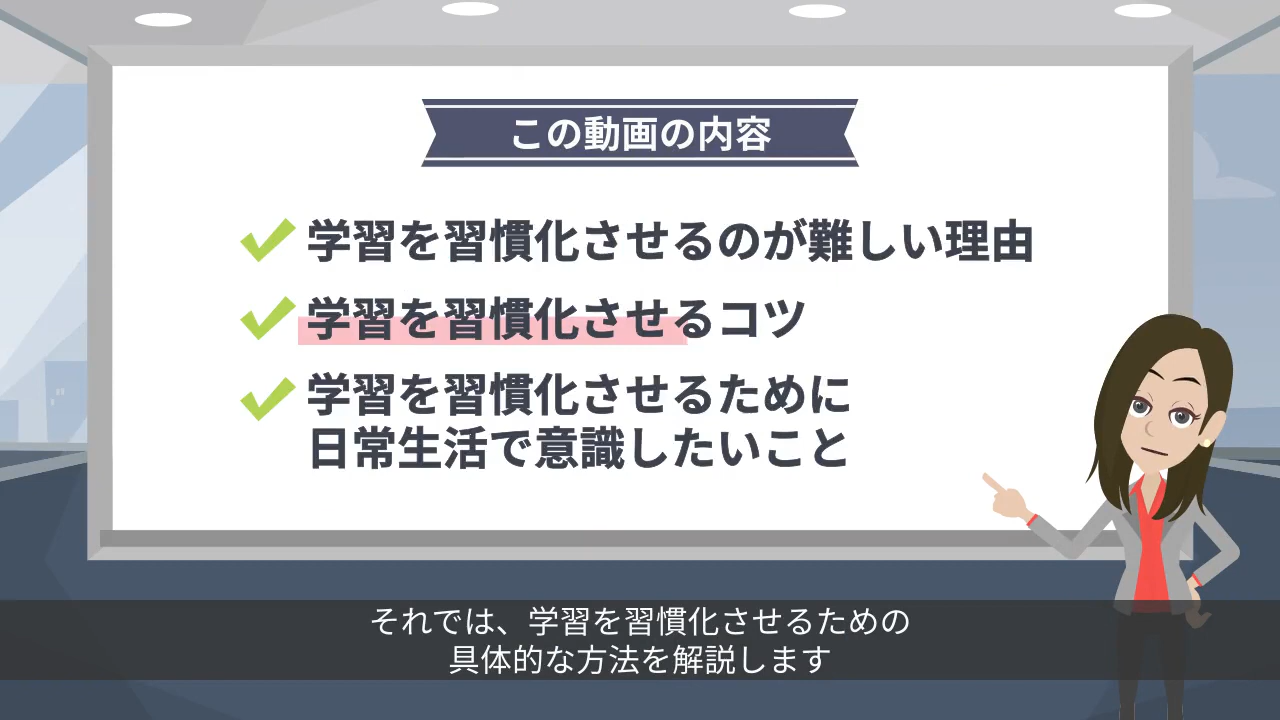 この動画の内容
学習を習慣化させるのが難しい理由
学習を習慣化させるコツ
学習を習慣化させるために
日常生活で意識したいこと
それでは、学習を習慣化させるための
具体的な方法を解説します